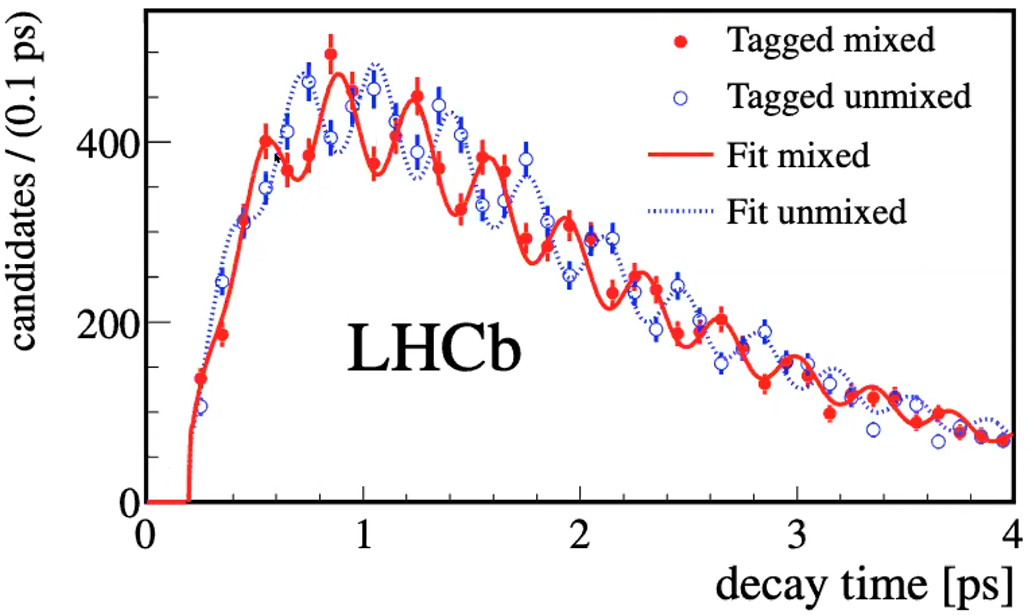 candidates / (0.1 ps)
400
200
0
Tagged mixed
Tagged unmixed
Fit mixed
Fit unmixed
LHCb
0 1 2 3 4
decay time [ps]